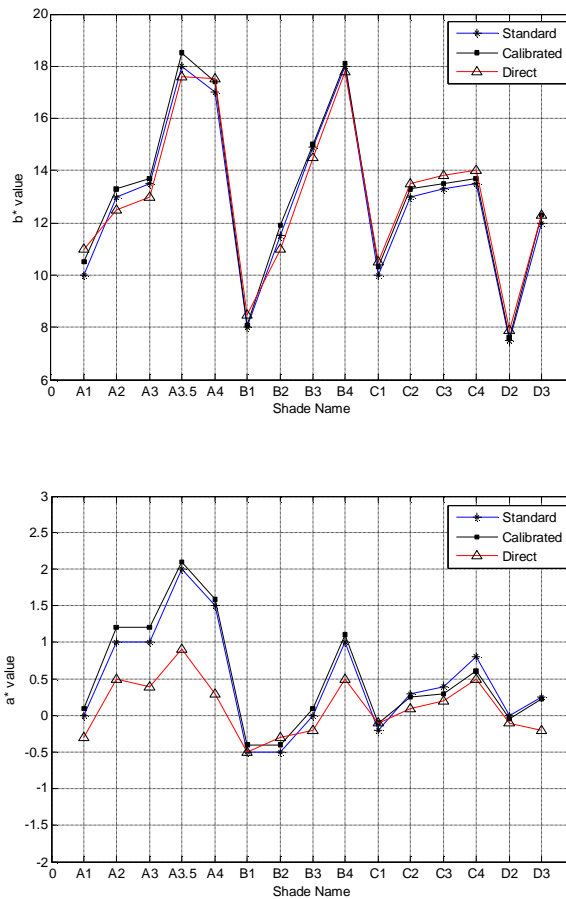 20
18
16
14
12
10
8
6
b* value
Standard
Calibrated
Direct
0 A1 A2 A3 A3.5 A4 B1 B2 B3 B4 C1 C2 C3 C4 D2 D3
Shade Name
3
2.5
2
1.5
1
0.5
0
-0.5
-1
-1.5
-2
a* value
Standard
Calibrated
Direct
0 A1 A2 A3 A3.5 A4 B1 B2 B3 B4 C1 C2 C3 C4 D2 D3
Shade Name